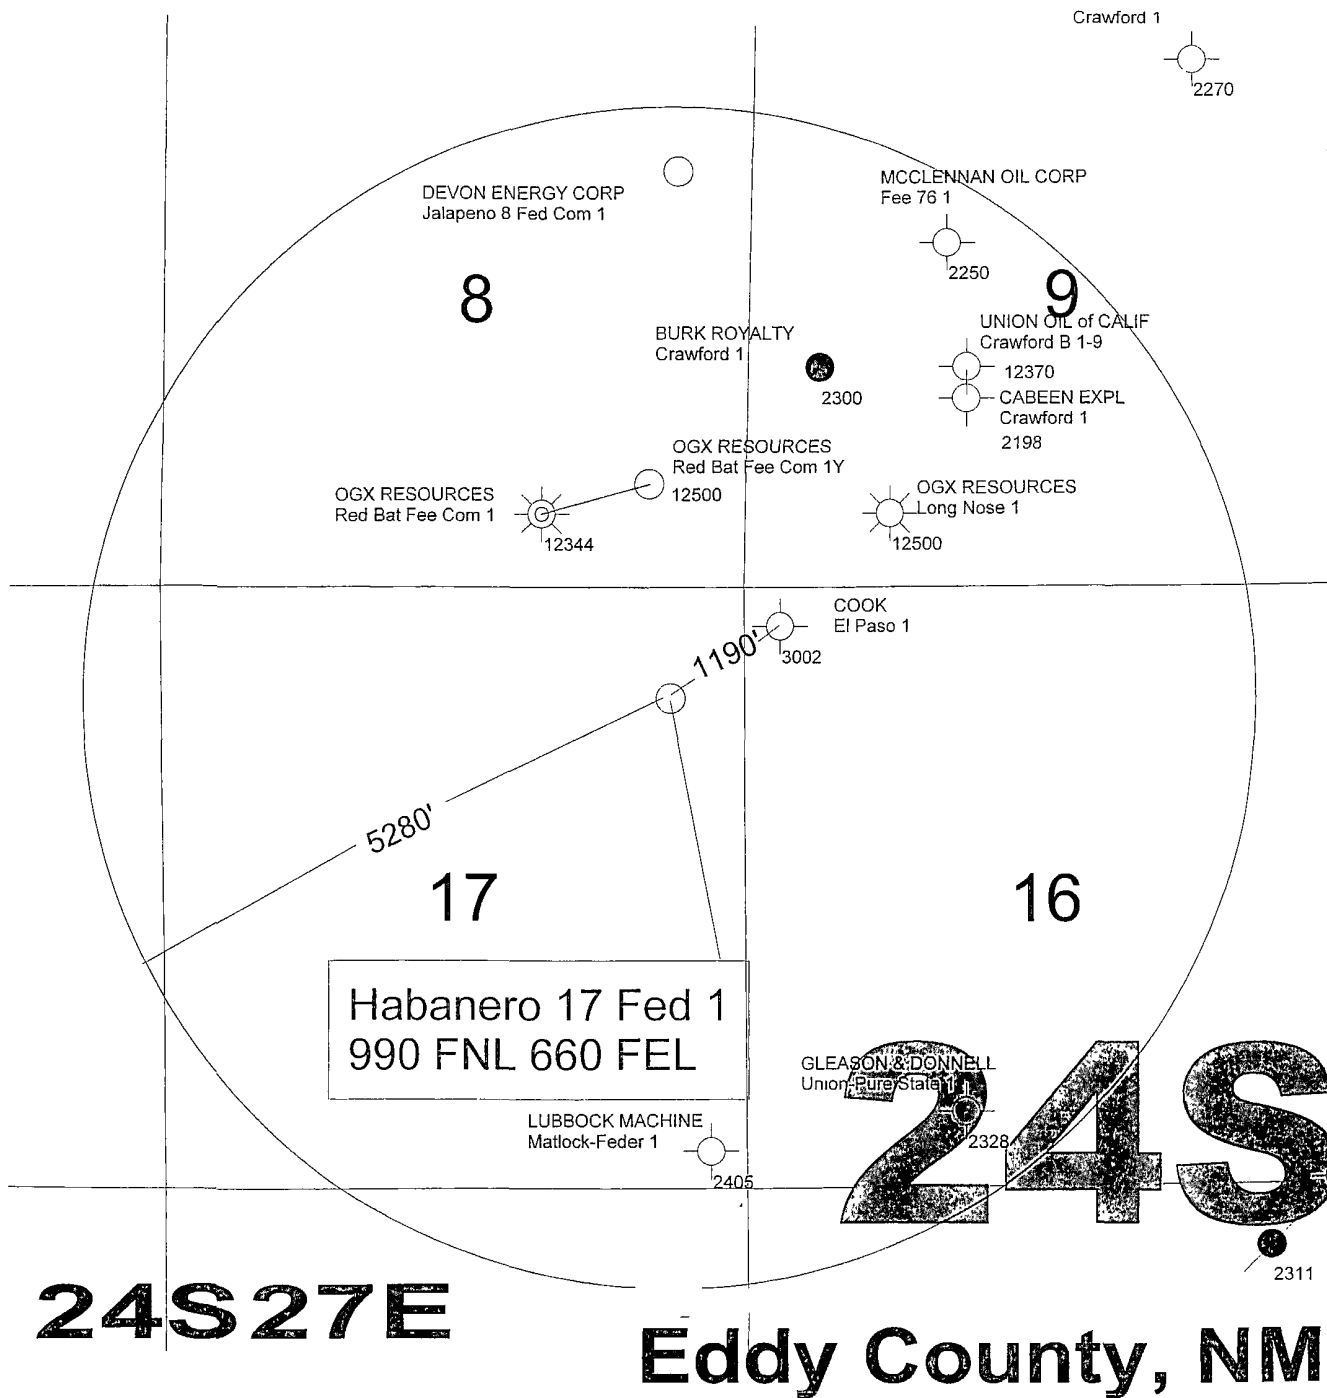 Crawford 1
2270
DEVON ENERGY CORP
Jalapeno 8 Fed Com 1
MCCLENNAN OIL CORP
Fee 76 1
2250
8
9
UNION OIL of CALIF
Crawford B 1-9
12370
BURK ROYALTY
Crawford 1
2300
CABEEN EXPL
Crawford 1
2198
OGX RESOURCES
Red Bat Fee Com 1Y
12500
OGX RESOURCES
Red Bat Fee Com 1
12344
OGX RESOURCES
Long Nose 1
12500
COOK
El Paso 1
3002
1190'
5280'
17
16
Habanero 17 Fed 1
990 FNL 660 FEL
GLEASON & DONNELL
Union-Pure State 1
2328
24S
LUBBOCK MACHINE
Matlock-Feder 1
2405
2311
24S27E
Eddy County, NM